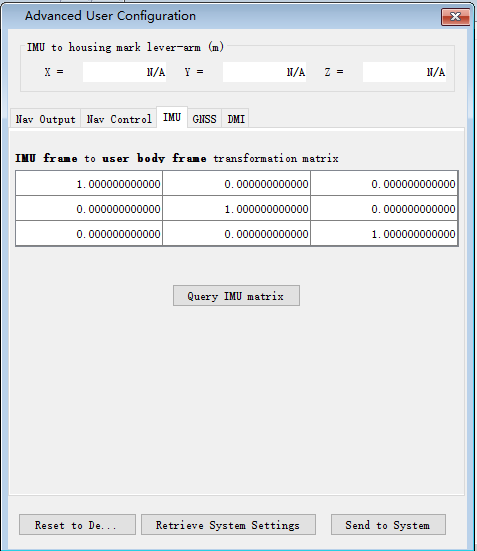 Advanced User Configuration
IMU to housing mark lever-arm (m)
X = N/A Y = N/A Z = N/A
Nav Output Nav Control IMU GNSS DMI
IMU frame to user body frame transformation matrix
1.000000000000 0.000000000000 0.000000000000
0.000000000000 1.000000000000 0.000000000000
0.000000000000 0.000000000000 1.000000000000
Query IMU matrix
Reset to De... Retrieve System Settings Send to System